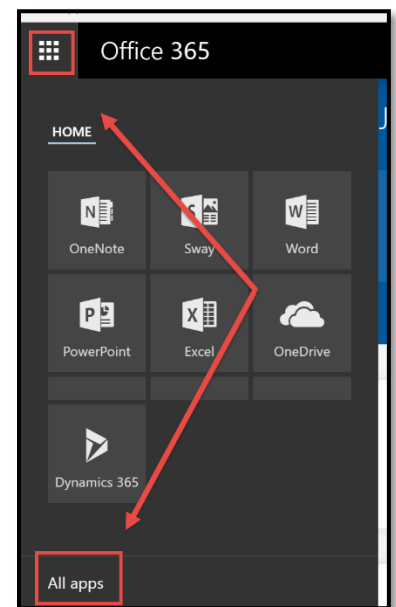 Office 365
J
HOME
OneNote
Sway
Word
PowerPoint
Excel
OneDrive
Dynamics 365
All apps